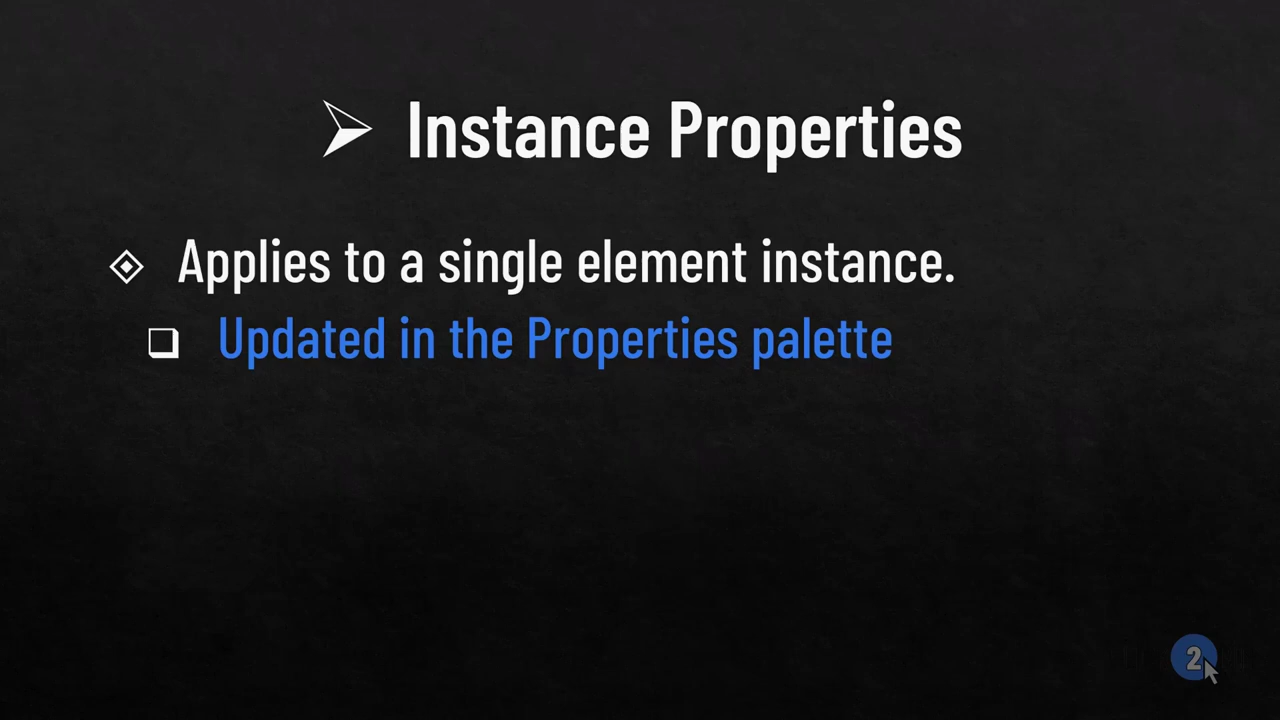 Instance Properties
Applies to a single element instance.
Updated in the Properties palette
2